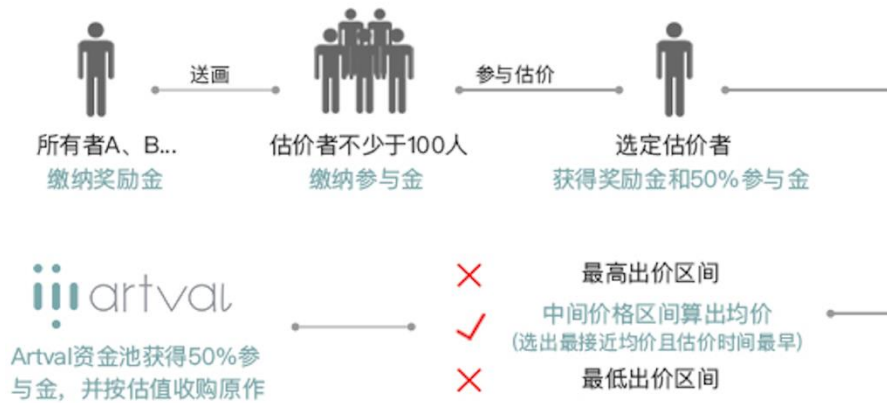 送画
参与估价
所有者A、B...
估价者不少于100人
选定估价者
缴纳奖励金
缴纳参与金
获得奖励金和50%参与金
artval
最高出价区间
中间价格区间算出均价
(选出最接近均价且估价时间最早)
Artval资金池获得50%参
与金，并按估值收购原作
最低出价区间